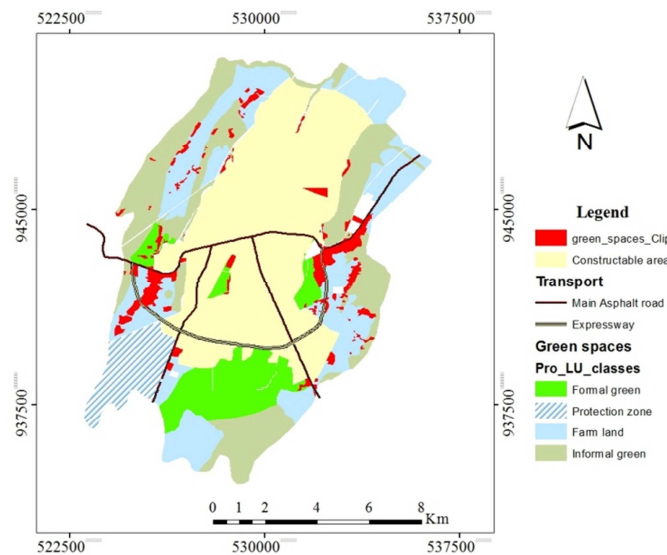 522500 530000 537500
945000 945000
937500 937500
N
Legend
green_spaces_Clip
Constructable area
Transport
Main Asphalt road
Expressway
Green spaces
Pro_LU_classes
Formal green
Protection zone
Farm land
Informal green
0 1 2 4 6 8
Km
522500 530000 537500